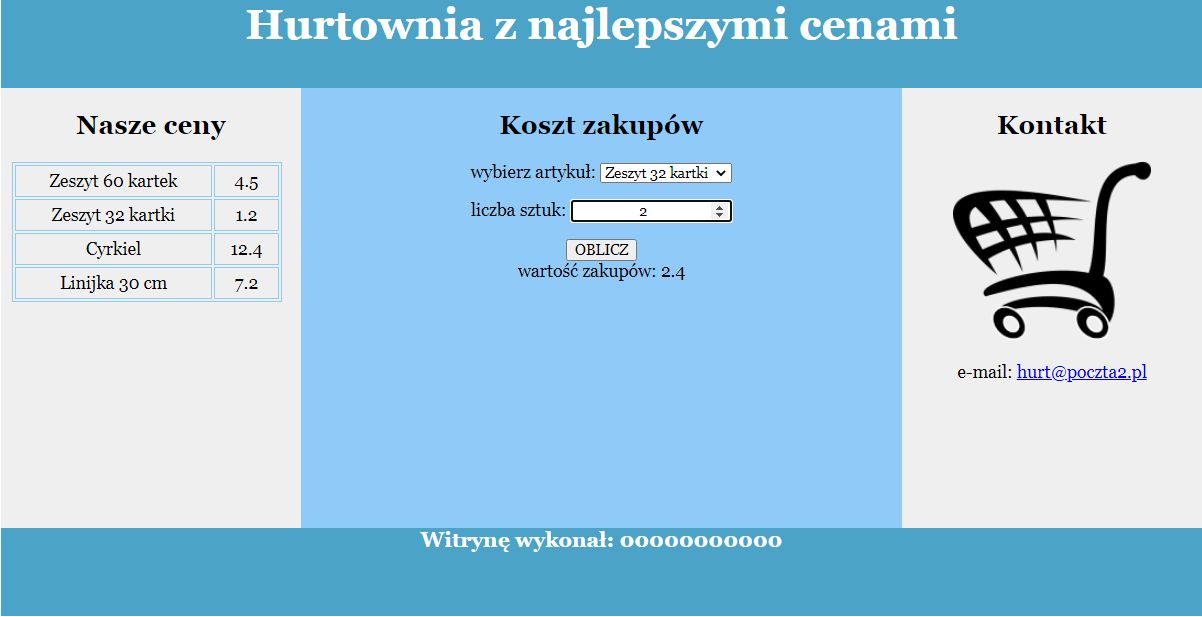 Hurtownia z najlepszymi cenami
Nasze ceny
Zeszyt 60 kartek 4.5
Zeszyt 32 kartki 1.2
Cyrkiel 12.4
Linijka 30 cm 7.2
Koszt zakupów
wybierz artykuł: Zeszyt 32 kartki
liczba sztuk: 2
OBLICZ
wartość zakupów: 2.4
Kontakt
e-mail: hurt@poczta2.pl
Witrynę wykonał: 00000000000